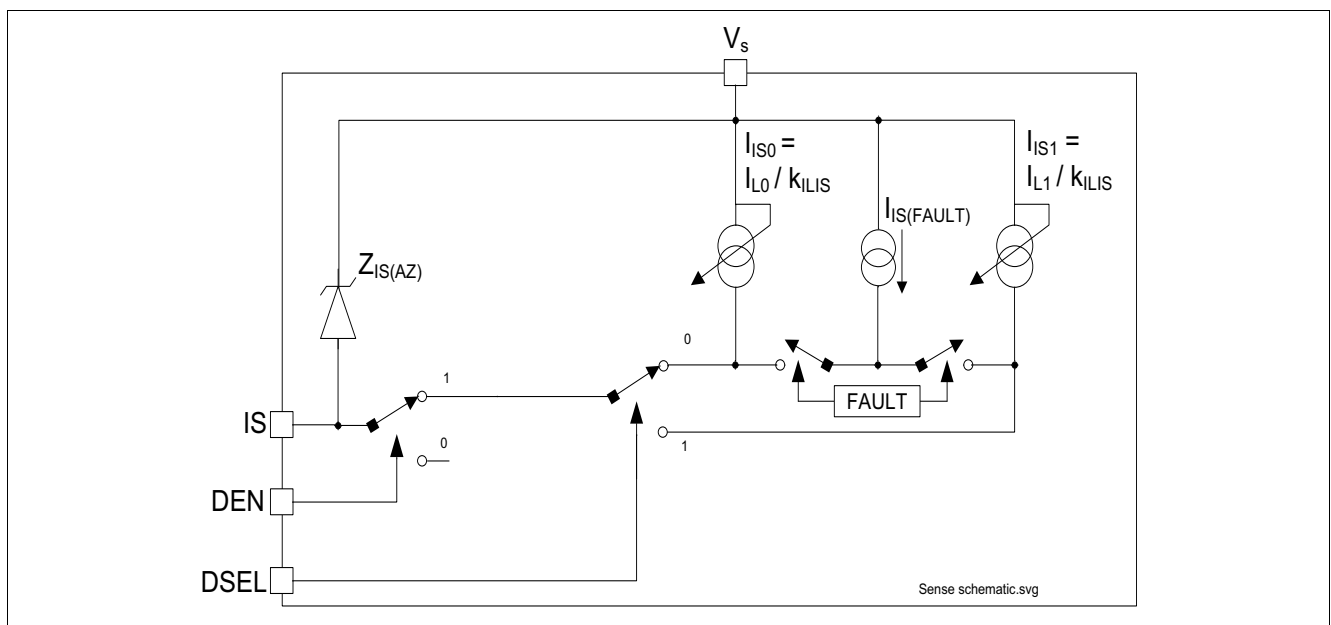 Vs
IIS0 =
IL0 / kILIS
IIS(FAULT)
IIS1 =
IL1 / kILIS
ZIS(AZ)
0
1
FAULT
IS
0
1
DEN
DSEL
Sense schematic.svg